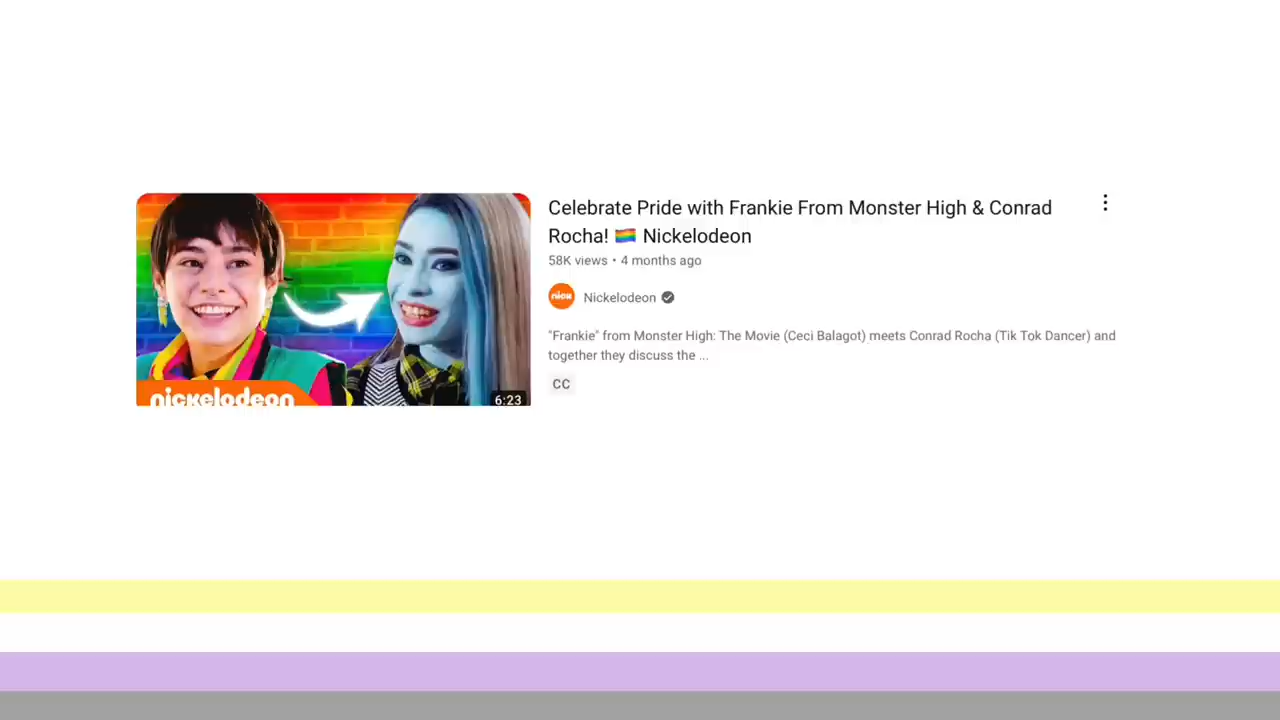 Celebrate Pride with Frankie From Monster High & Conrad
Rocha! 🏳️‍🌈 Nickelodeon
58K views • 4 months ago
nick Nickelodeon
"Frankie" from Monster High: The Movie (Ceci Balagot) meets Conrad Rocha (Tik Tok Dancer) and
together they discuss the ...
CC
nickelodeon
6:23